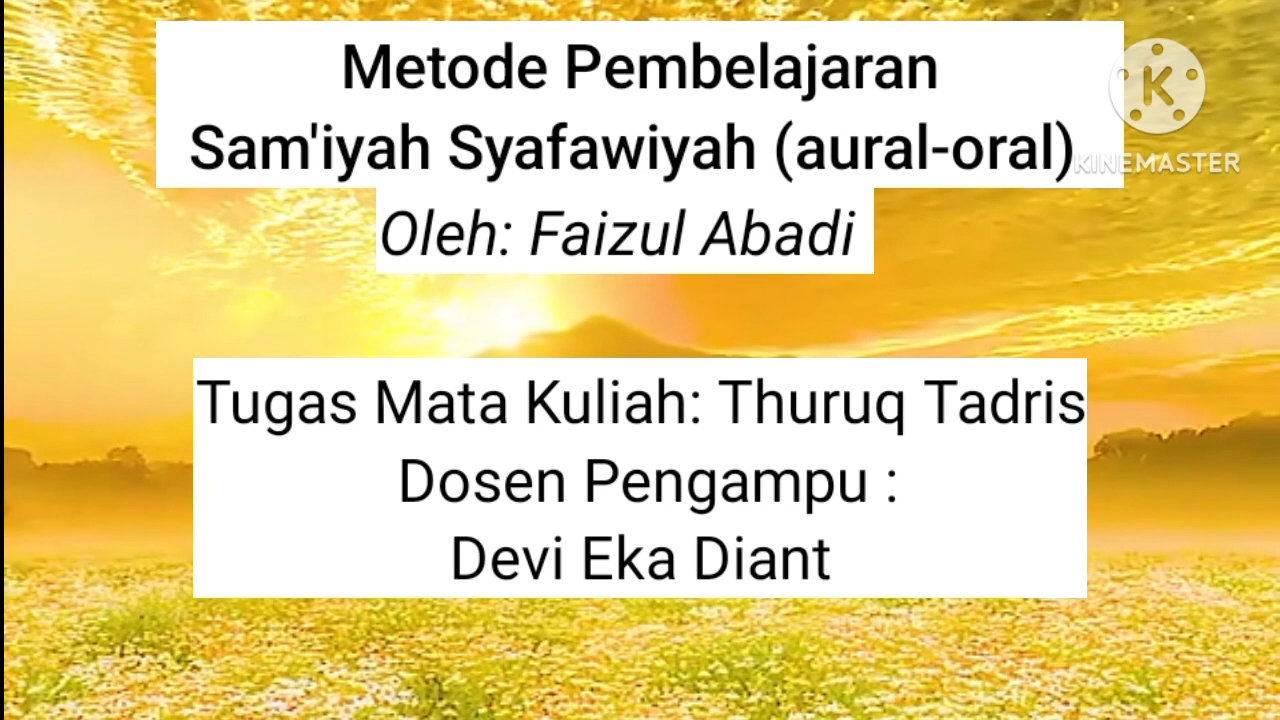 Metode Pembelajaran
Sam'iyah Syafawiyah (aural-oral)
Oleh: Faizul Abadi
Tugas Mata Kuliah: Thuruq Tadris
Dosen Pengampu :
Devi Eka Diant
K
KINEMASTER